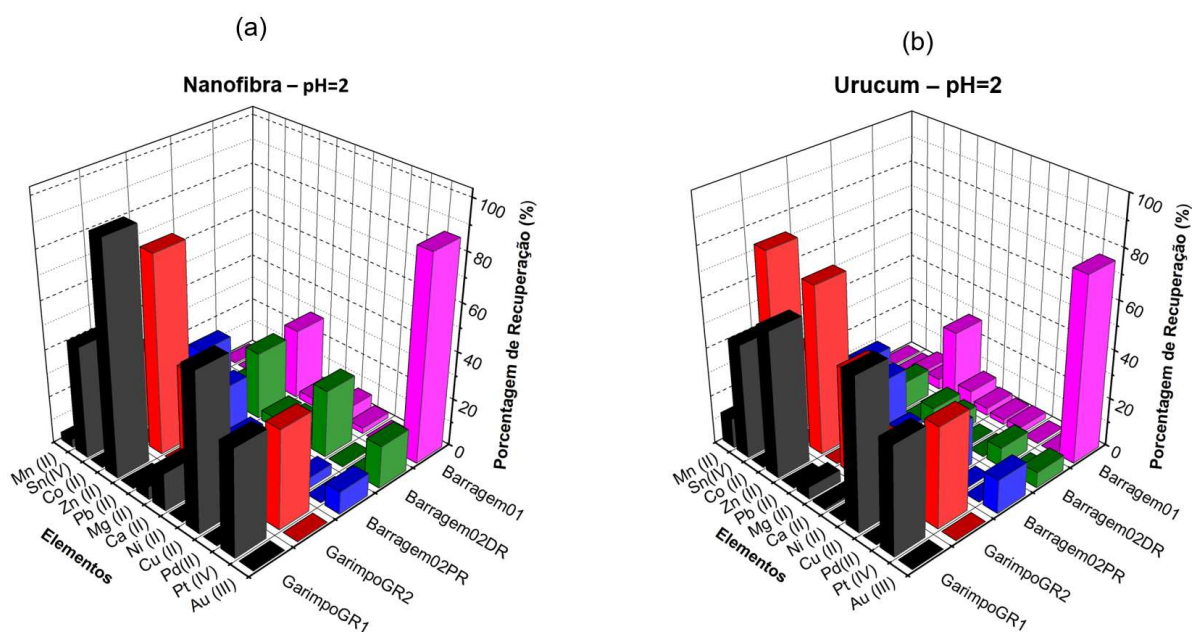 (a)
Nanofibra – pH=2
100
80
60
40
20
0
Porcentagem de Recuperação (%)
Mn (II)
Sn(IV)
Co (II)
Zn (II)
Pb (II)
Mg (II)
Ca (II)
Ni (II)
Cu (II)
Pd(II)
Pt (IV)
Au (III)
Elementos
Barragem01
Barragem02DR
Barragem02PR
GarimpoGR2
GarimpoGR1
(b)
Urucum – pH=2
100
80
60
40
20
0
Porcentagem de Recuperação (%)
Mn (II)
Sn(IV)
Co (II)
Zn (II)
Pb (II)
Mg (II)
Ca (II)
Ni (II)
Cu (II)
Pd(II)
Pt (IV)
Au (III)
Elementos
Barragem01
Barragem02DR
Barragem02PR
GarimpoGR2
GarimpoGR1